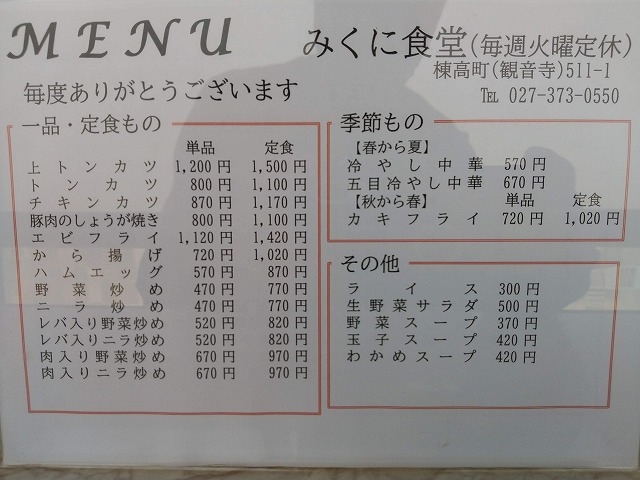 MENU みくに食堂(毎週火曜定休)
棟高町(観音寺)511-1
毎度ありがとうございます
℡ 027-373-0550
一品・定食もの
単品 定食
上トンカツ 1,200円 1,500円
トンカツ 800円 1,100円
チキンカツ 870円 1,170円
豚肉のしょうが焼き 800円 1,100円
エビフライ 1,120円 1,420円
から揚げ 720円 1,020円
ハムエッグ 570円 870円
野菜炒め 470円 770円
ニラ炒め 470円 770円
レバ入り野菜炒め 520円 820円
レバ入りニラ炒め 520円 820円
肉入り野菜炒め 670円 970円
肉入りニラ炒め 670円 970円
季節もの
【春から夏】
冷やし中華 570円
五目冷やし中華 670円
【秋から春】 単品 定食
カキフライ 720円 1,020円
その他
ライス 300円
生野菜サラダ 500円
野菜スープ 370円
玉子スープ 420円
わかめスープ 420円